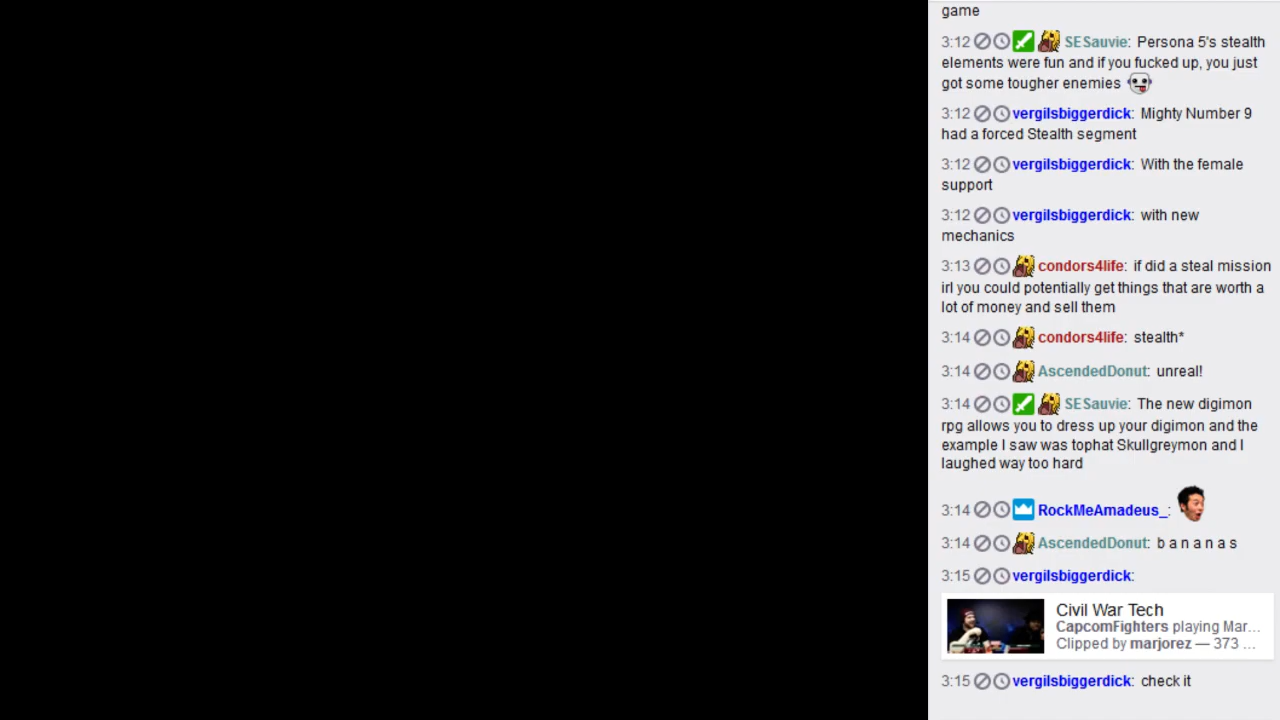 game
3:12 SESauvie: Persona 5's stealth
elements were fun and if you fucked up, you just
got some tougher enemies
3:12 vergilsbiggerdick: Mighty Number 9
had a forced Stealth segment
3:12 vergilsbiggerdick: With the female
support
3:12 vergilsbiggerdick: with new
mechanics
3:13 condors4life: if did a steal mission
irl you could potentially get things that are worth a
lot of money and sell them
3:14 condors4life: stealth*
3:14 AscendedDonut: unreal!
3:14 SESauvie: The new digimon
rpg allows you to dress up your digimon and the
example I saw was tophat Skullgreymon and I
laughed way too hard
3:14 RockMeAmadeus_:
3:14 AscendedDonut: b a n a n a s
3:15 vergilsbiggerdick:
Civil War Tech
CapcomFighters playing Mar...
Clipped by marjorez — 373 ...
3:15 vergilsbiggerdick: check it